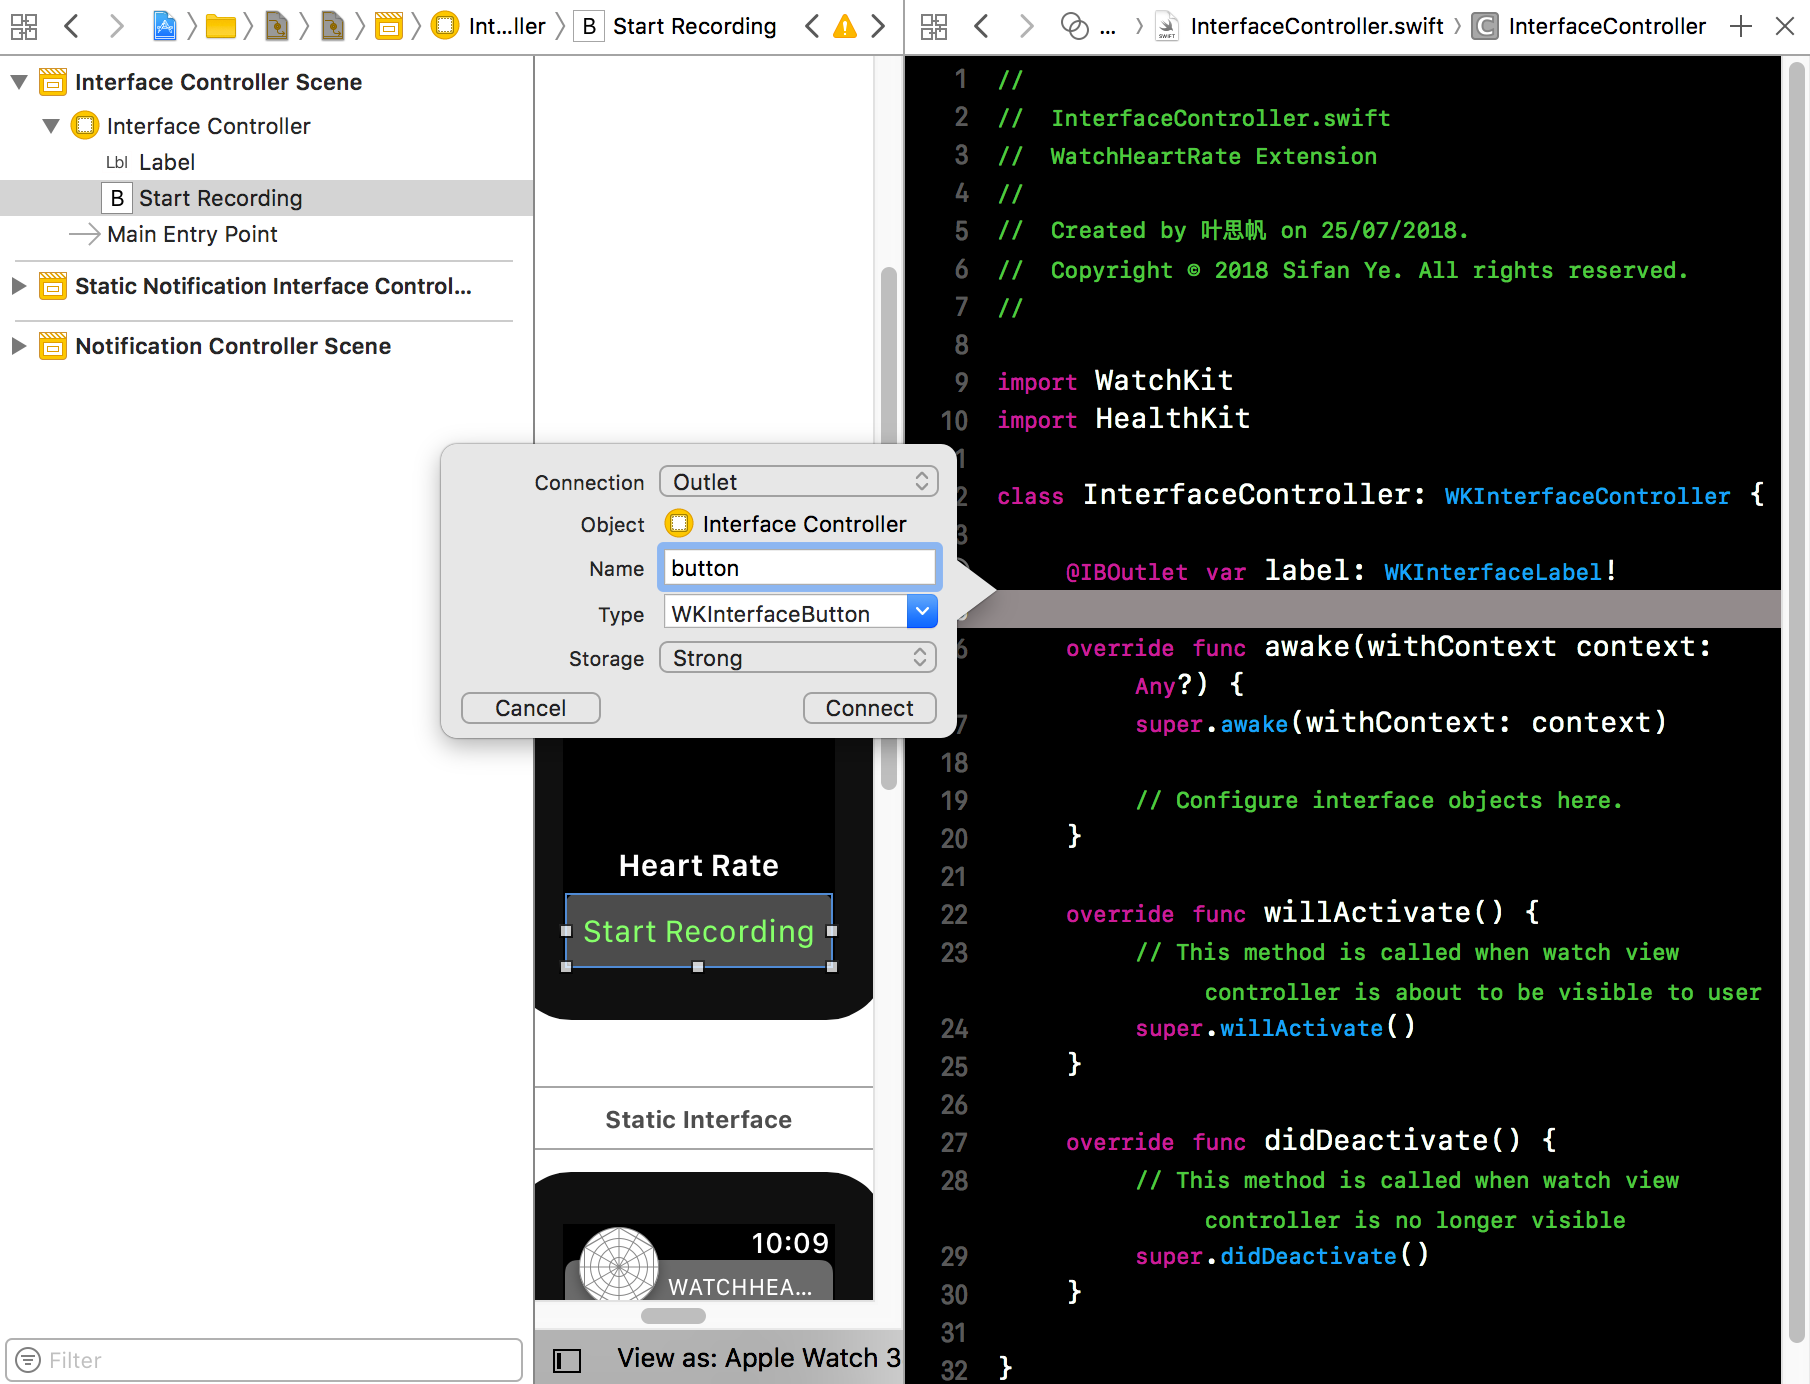 Int...ller
B
Start Recording
... InterfaceController.swift
C
InterfaceController
Interface Controller Scene
Interface Controller
Lbl Label
B Start Recording
Main Entry Point
Static Notification Interface Control...
Notification Controller Scene
Filter
Connection Outlet
Object Interface Controller
Name button
Type WKInterfaceButton
Storage Strong
Cancel Connect
Heart Rate
Start Recording
Static Interface
10:09
WATCHHEA...
View as: Apple Watch 3
1 //
2 //  InterfaceController.swift
3 //  WatchHeartRate Extension
4 //
5 //  Created by 叶思帆 on 25/07/2018.
6 //  Copyright © 2018 Sifan Ye. All rights reserved.
7 //
8
9 import WatchKit
10 import HealthKit
1
2 class InterfaceController: WKInterfaceController {
3
@IBOutlet var label: WKInterfaceLabel!
6 override func awake(withContext context:
Any?) {
7 super.awake(withContext: context)
18
19 // Configure interface objects here.
20 }
21
22 override func willActivate() {
23 // This method is called when watch view
controller is about to be visible to user
24 super.willActivate()
25 }
26
27 override func didDeactivate() {
28 // This method is called when watch view
controller is no longer visible
29 super.didDeactivate()
30 }
31
32 }